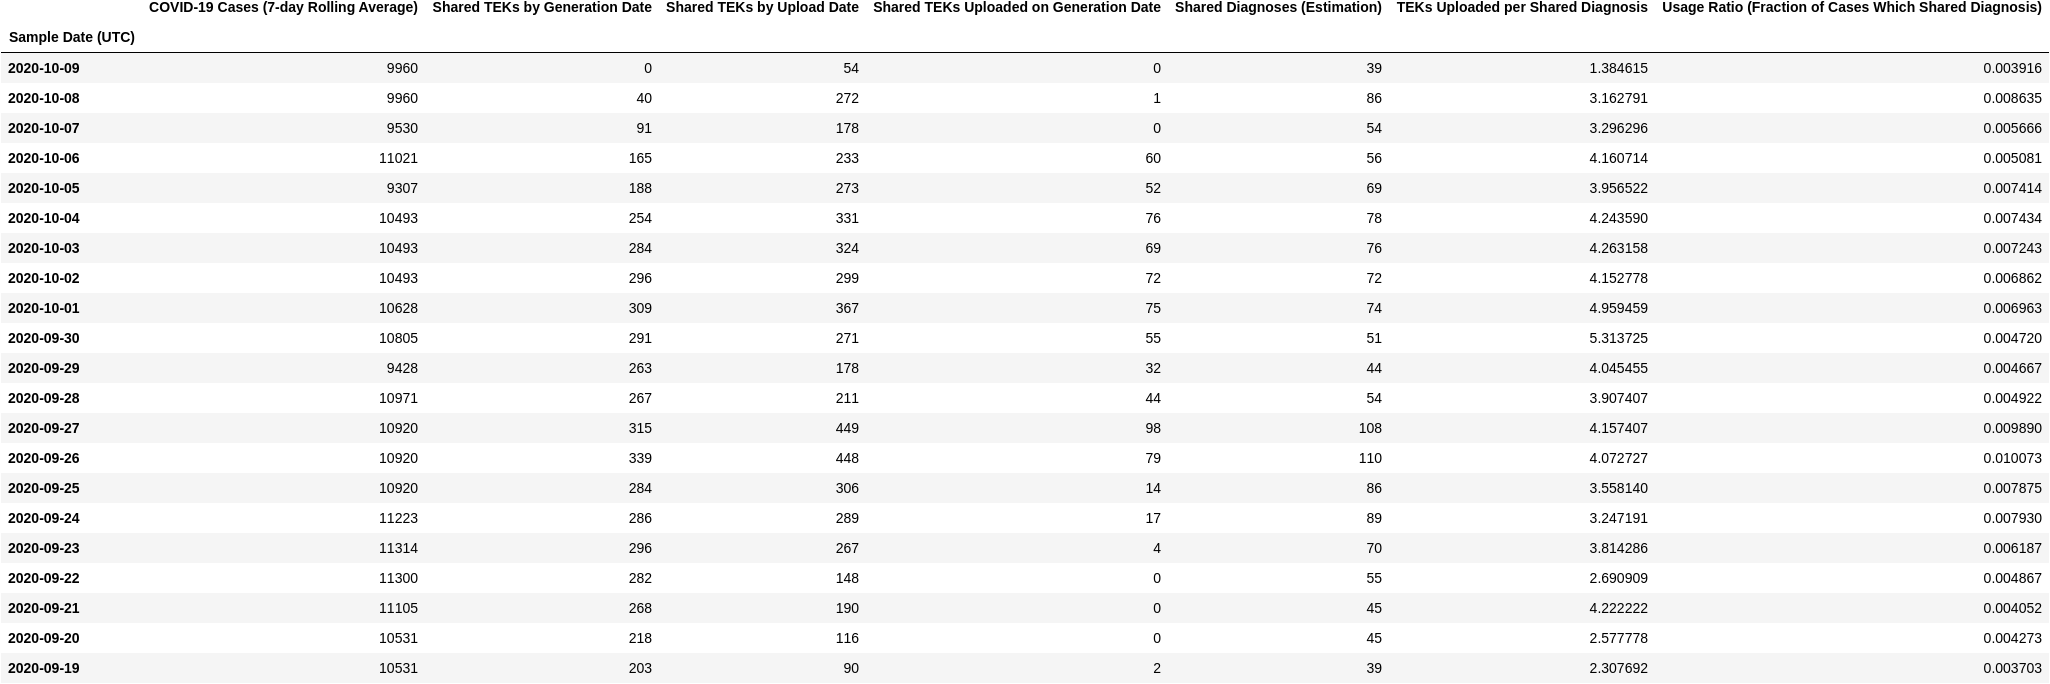 COVID-19 Cases (7-day Rolling Average) Shared TEKs by Generation Date Shared TEKs by Upload Date Shared TEKs Uploaded on Generation Date Shared Diagnoses (Estimation) TEKs Uploaded per Shared Diagnosis Usage Ratio (Fraction of Cases Which Shared Diagnosis)
Sample Date (UTC)
2020-10-09 9960 0 54 0 39 1.384615 0.003916
2020-10-08 9960 40 272 1 86 3.162791 0.008635
2020-10-07 9530 91 178 0 54 3.296296 0.005666
2020-10-06 11021 165 233 60 56 4.160714 0.005081
2020-10-05 9307 188 273 52 69 3.956522 0.007414
2020-10-04 10493 254 331 76 78 4.243590 0.007434
2020-10-03 10493 284 324 69 76 4.263158 0.007243
2020-10-02 10493 296 299 72 72 4.152778 0.006862
2020-10-01 10628 309 367 75 74 4.959459 0.006963
2020-09-30 10805 291 271 55 51 5.313725 0.004720
2020-09-29 9428 263 178 32 44 4.045455 0.004667
2020-09-28 10971 267 211 44 54 3.907407 0.004922
2020-09-27 10920 315 449 98 108 4.157407 0.009890
2020-09-26 10920 339 448 79 110 4.072727 0.010073
2020-09-25 10920 284 306 14 86 3.558140 0.007875
2020-09-24 11223 286 289 17 89 3.247191 0.007930
2020-09-23 11314 296 267 4 70 3.814286 0.006187
2020-09-22 11300 282 148 0 55 2.690909 0.004867
2020-09-21 11105 268 190 0 45 4.222222 0.004052
2020-09-20 10531 218 116 0 45 2.577778 0.004273
2020-09-19 10531 203 90 2 39 2.307692 0.003703